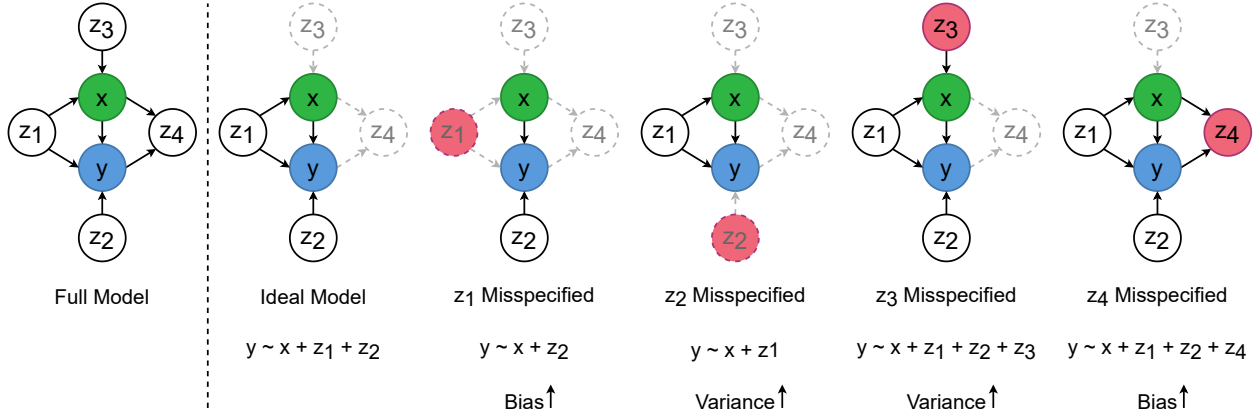 z3
x
z1
z4
y
z2
Full Model
z3
x
z1
z4
y
z2
Ideal Model
y ~ x + z1 + z2
x
z1
z4
z3
y
z2
z1 Misspecified
y ~ x + z2
Bias↑
z3
x
z1
z4
y
z2
z2 Misspecified
y ~ x + z1
Variance↑
z3
x
z1
z4
y
z2
z3 Misspecified
y ~ x + z1 + z2 + z3
Variance↑
z3
x
z1
z4
y
z2
z4 Misspecified
y ~ x + z1 + z2 + z4
Bias↑